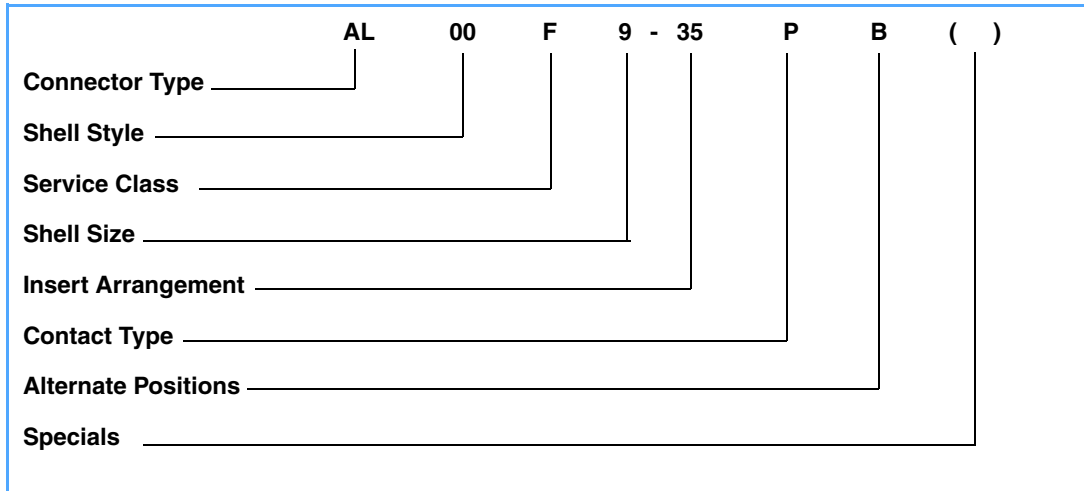 AL 00 F 9 - 35 P B ( )
Connector Type
Shell Style
Service Class
Shell Size
Insert Arrangement
Contact Type
Alternate Positions
Specials